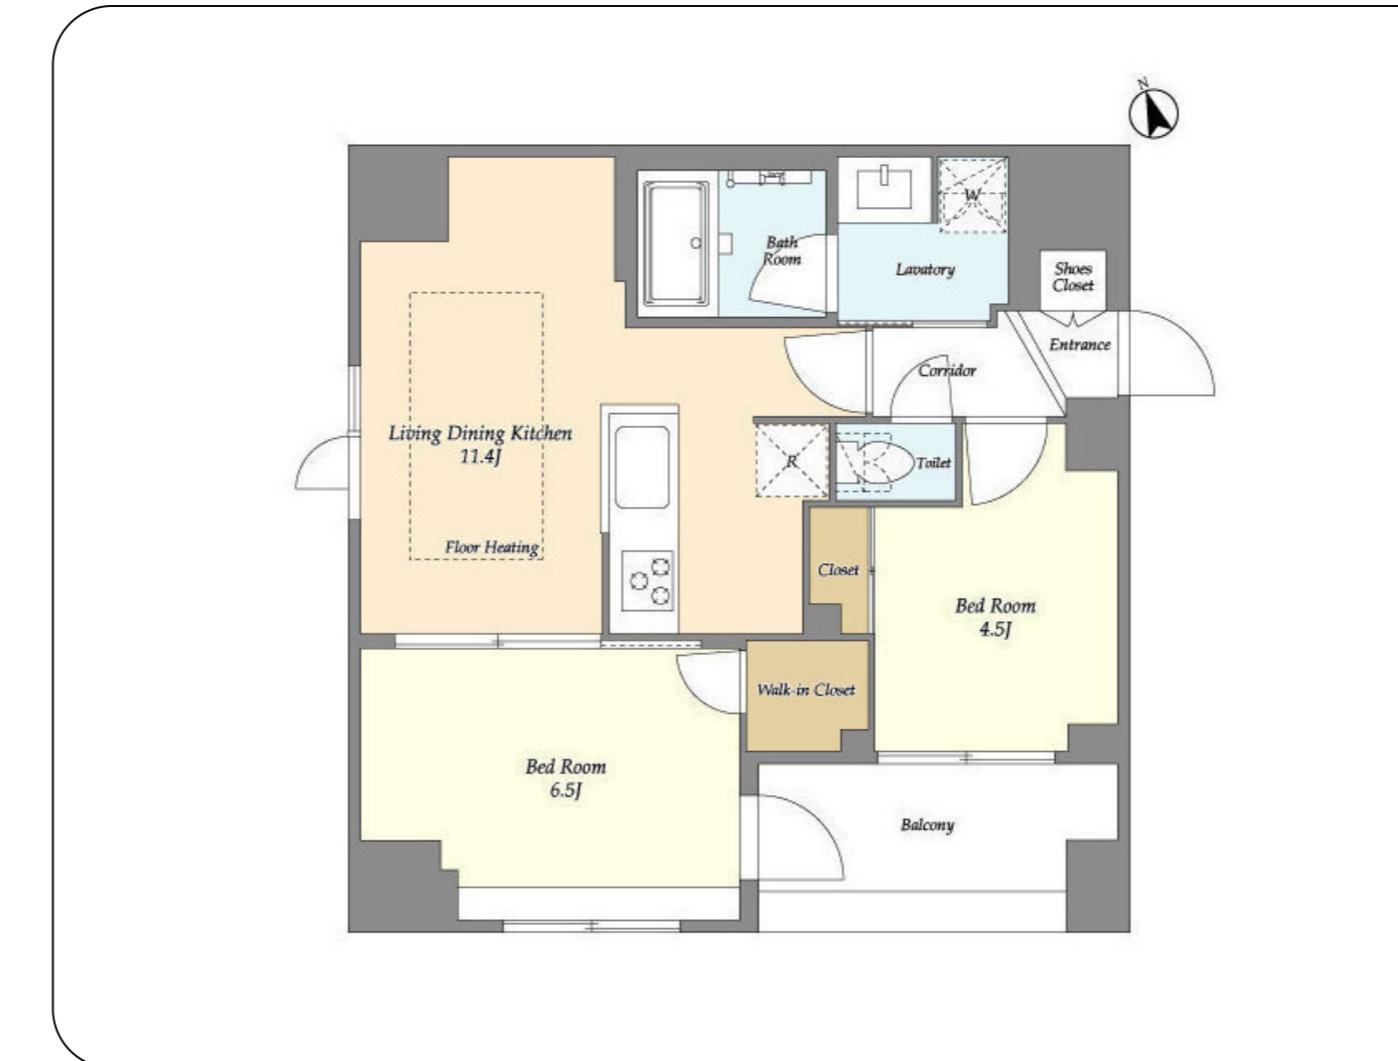 N
W
Bath
Room
Lavatory
Shoes
Closet
Entrance
Corridor
Living Dining Kitchen
11.4J
R
Toilet
Floor Heating
Closet
Bed Room
4.5J
Walk-in Closet
Bed Room
6.5J
Balcony